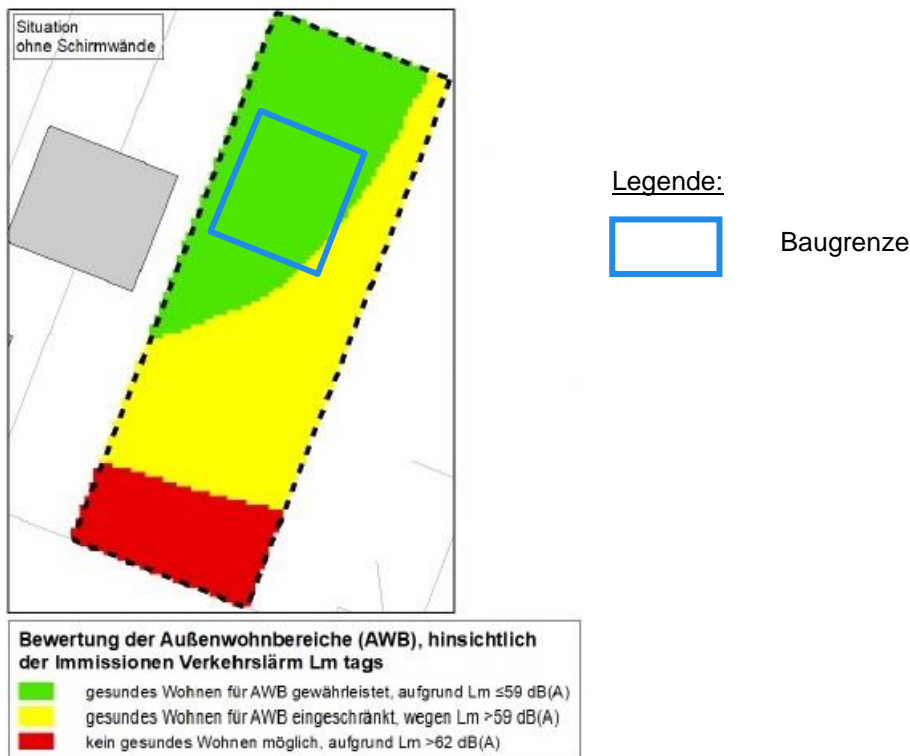 Situation
ohne Schirmwände
Legende:
Baugrenze
Bewertung der Außenwohnbereiche (AWB), hinsichtlich
der Immissionen Verkehrslärm Lm tags
gesundes Wohnen für AWB gewährleistet, aufgrund Lm ≤59 dB(A)
gesundes Wohnen für AWB eingeschränkt, wegen Lm >59 dB(A)
kein gesundes Wohnen möglich, aufgrund Lm >62 dB(A)